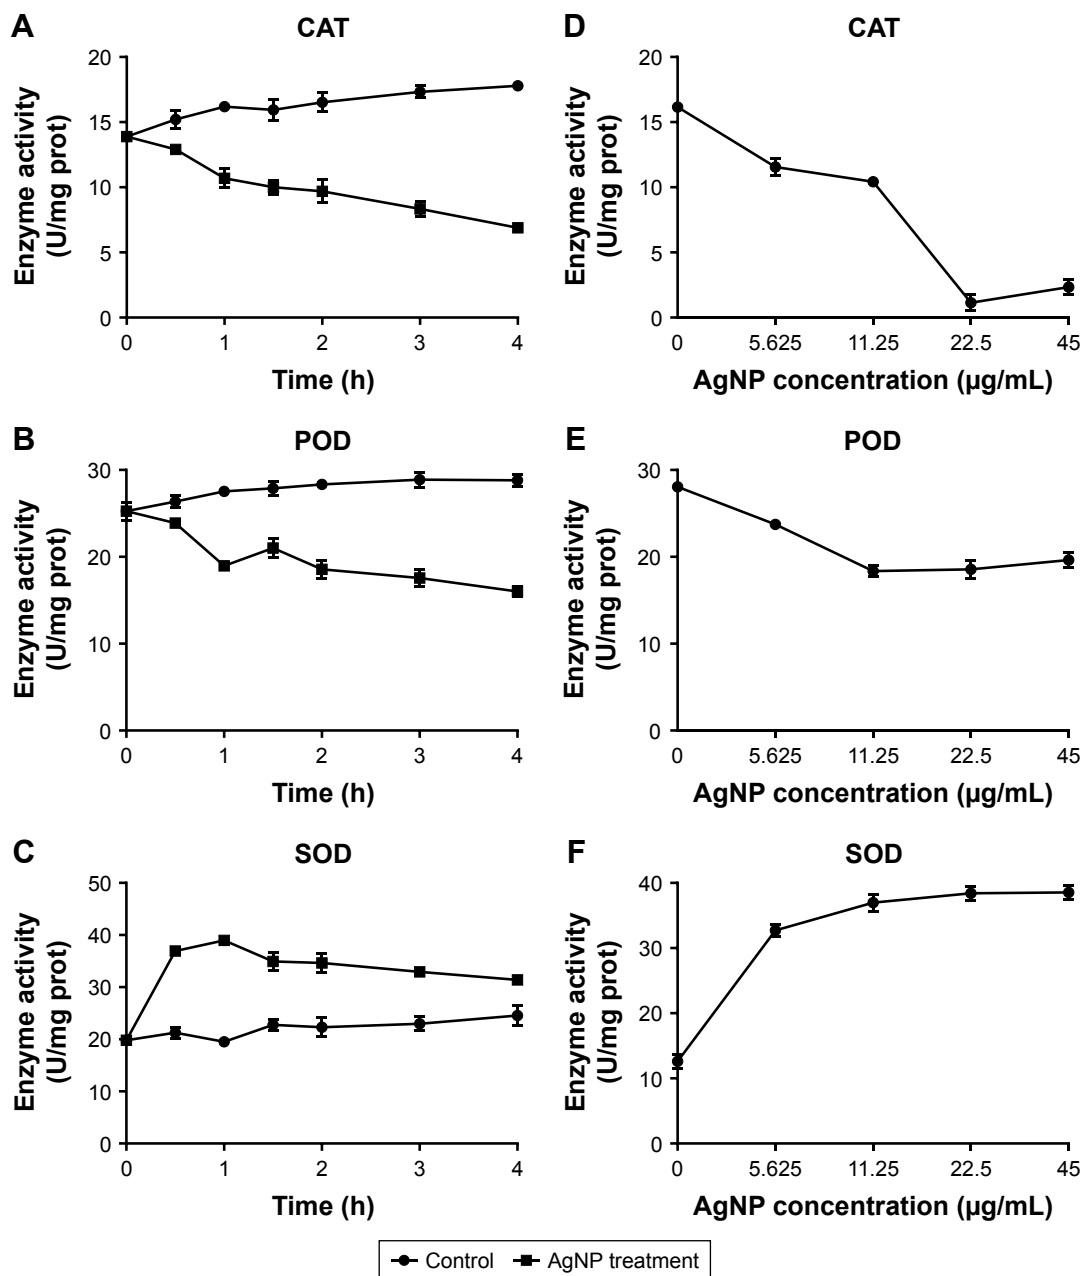 A
CAT
Enzyme activity
(U/mg prot)
20
15
10
5
0
0 1 2 3 4
Time (h)
D
CAT
Enzyme activity
(U/mg prot)
20
15
10
5
0
0 5.625 11.25 22.5 45
AgNP concentration (µg/mL)
B
POD
Enzyme activity
(U/mg prot)
30
20
10
0
0 1 2 3 4
Time (h)
E
POD
Enzyme activity
(U/mg prot)
30
20
10
0
0 5.625 11.25 22.5 45
AgNP concentration (µg/mL)
C
SOD
Enzyme activity
(U/mg prot)
50
40
30
20
10
0
0 1 2 3 4
Time (h)
F
SOD
Enzyme activity
(U/mg prot)
40
30
20
10
0
0 5.625 11.25 22.5 45
AgNP concentration (µg/mL)
Control AgNP treatment